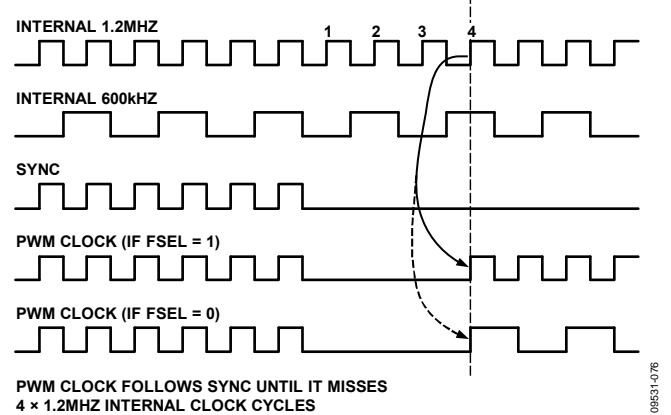 INTERNAL 1.2MHZ
1 2 3 4
INTERNAL 600kHZ
SYNC
PWM CLOCK (IF FSEL = 1)
PWM CLOCK (IF FSEL = 0)
PWM CLOCK FOLLOWS SYNC UNTIL IT MISSES
4 × 1.2MHZ INTERNAL CLOCK CYCLES
09531-076